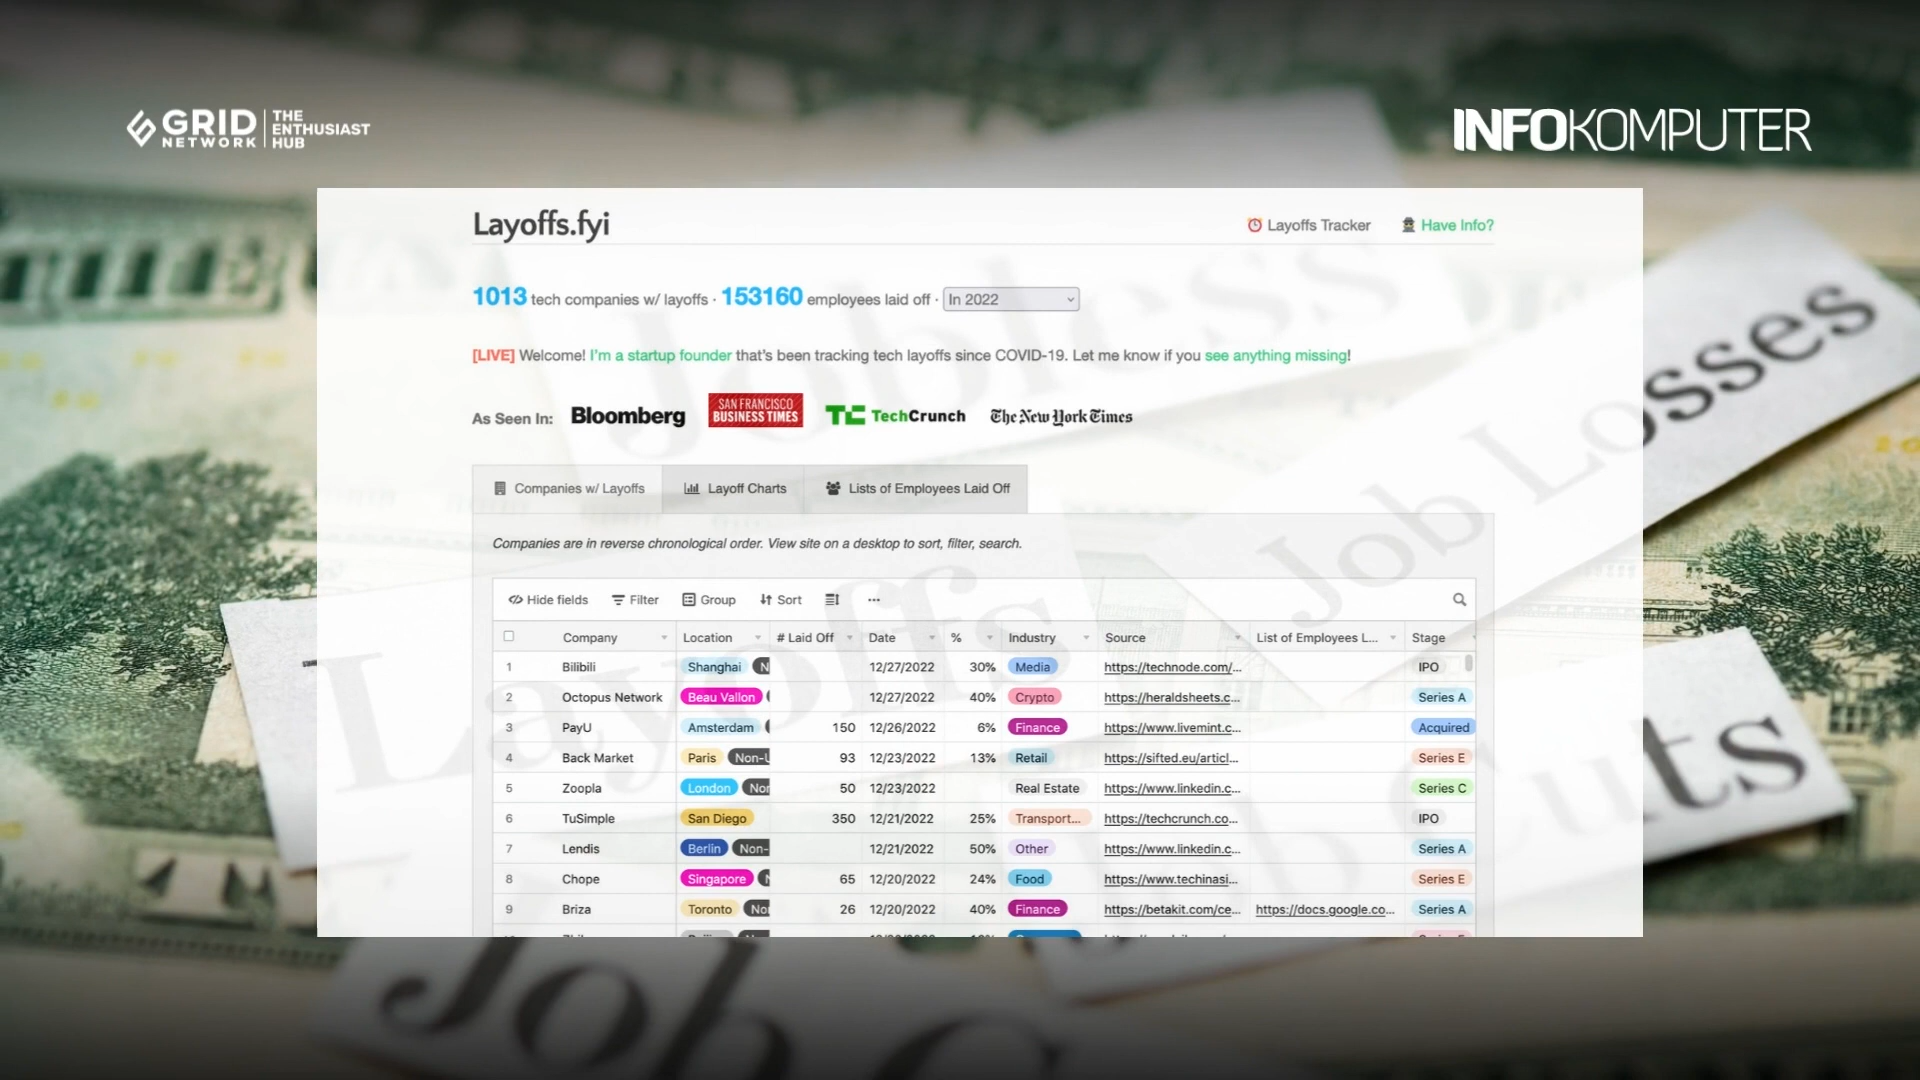 GRID NETWORK | THE ENTHUSIAST HUB
INFOKOMPUTER
Layoffs.fyi
Layoffs Tracker Have Info?
1013 tech companies w/ layoffs · 153160 employees laid off · In 2022
[LIVE] Welcome! I'm a startup founder that's been tracking tech layoffs since COVID-19. Let me know if you see anything missing!
As Seen In: Bloomberg SAN FRANCISCO BUSINESS TIMES TC TechCrunch The New York Times
Companies w/ Layoffs Layoff Charts Lists of Employees Laid Off
Companies are in reverse chronological order. View site on a desktop to sort, filter, search.
Hide fields Filter Group Sort ...
Company Location # Laid Off Date % Industry Source List of Employees L... Stage
1 Bilibili Shanghai N 12/27/2022 30% Media https://technode.com/... IPO
2 Octopus Network Beau Vallon 12/27/2022 40% Crypto https://heraldsheets.c... Series A
3 PayU Amsterdam 150 12/26/2022 6% Finance https://www.livemint.c... Acquired
4 Back Market Paris Non-U 93 12/23/2022 13% Retail https://sifted.eu/articl... Series E
5 Zoopla London Nor 50 12/23/2022 Real Estate https://www.linkedin.c... Series C
6 TuSimple San Diego 350 12/21/2022 25% Transport... https://techcrunch.co... IPO
7 Lendis Berlin Non- 12/21/2022 50% Other https://www.linkedin.c... Series A
8 Chope Singapore N 65 12/20/2022 24% Food https://www.techinasi... Series E
9 Briza Toronto Nor 26 12/20/2022 40% Finance https://betakit.com/ce... https://docs.google.co... Series A
Jobless
Job Losses
Layoffs
Job Cuts